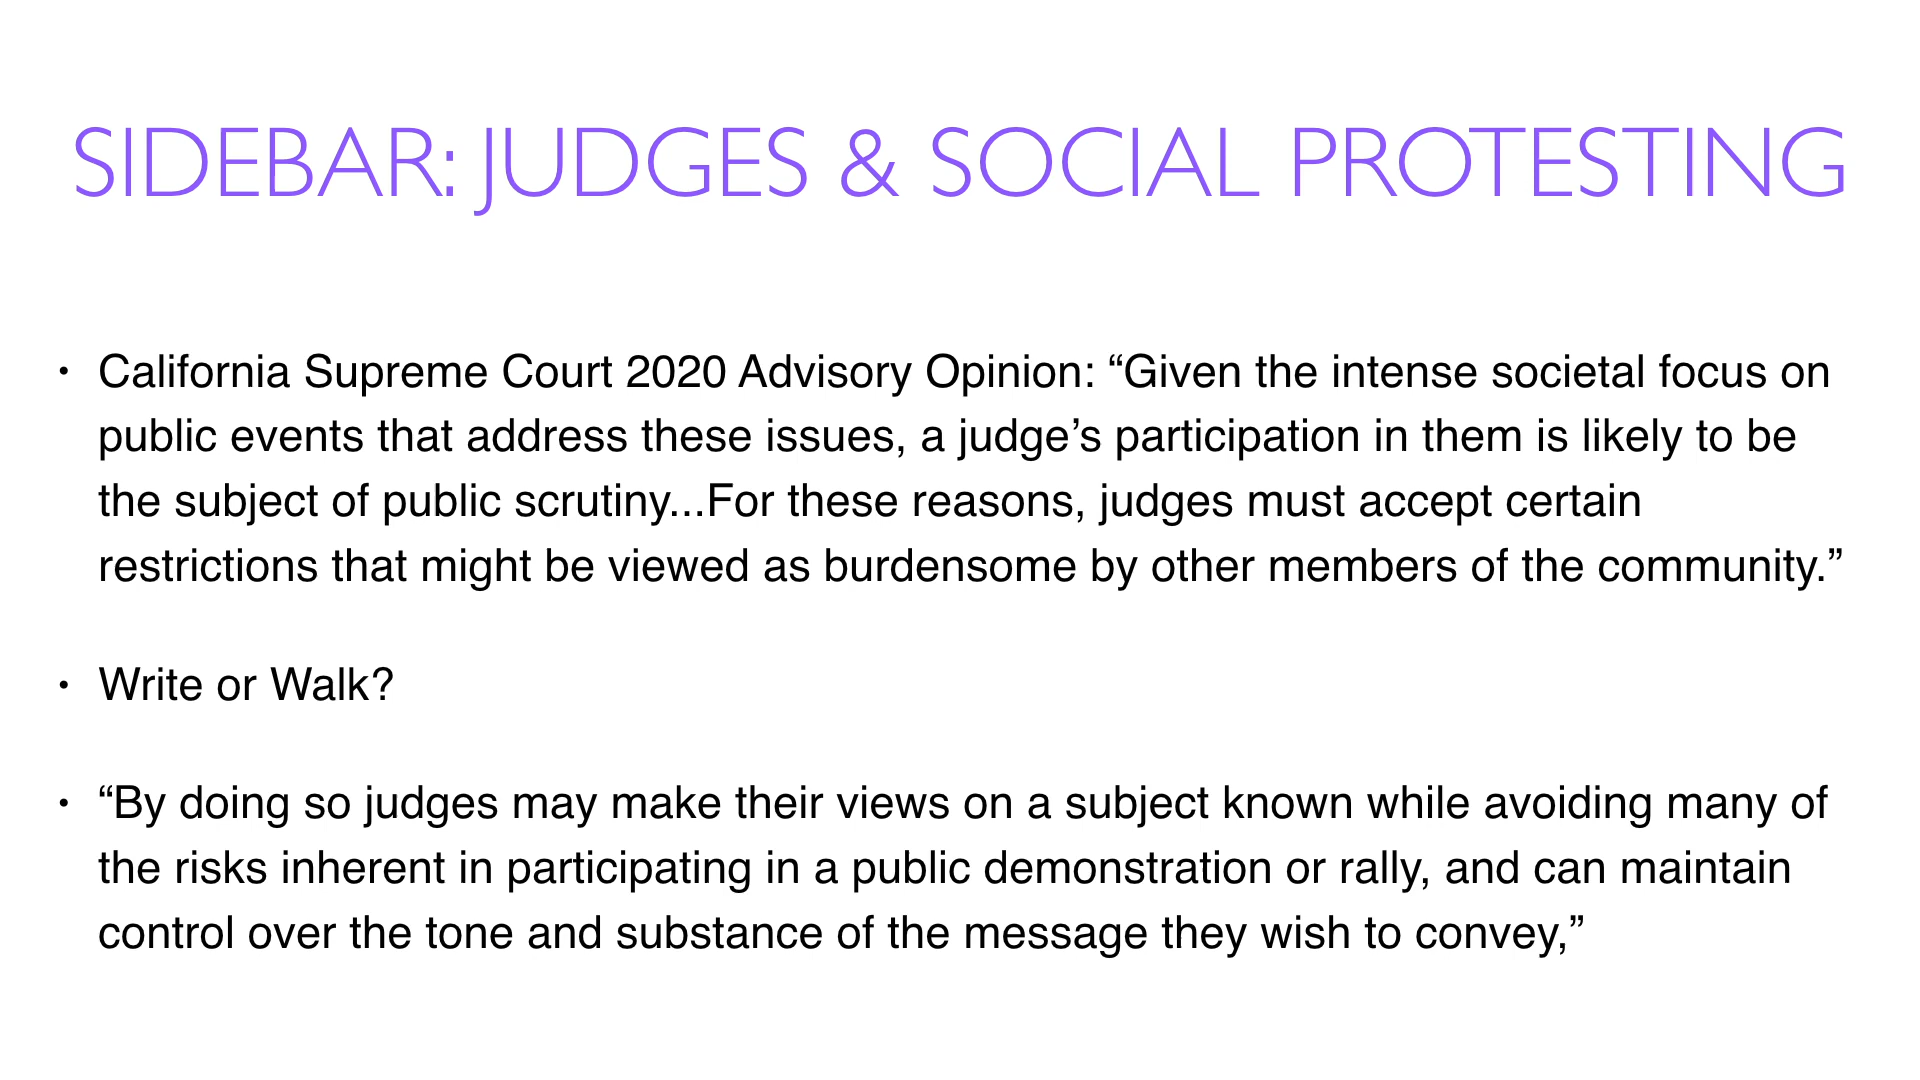 SIDEBAR: JUDGES & SOCIAL PROTESTING
• California Supreme Court 2020 Advisory Opinion: “Given the intense societal focus on
public events that address these issues, a judge’s participation in them is likely to be
the subject of public scrutiny...For these reasons, judges must accept certain
restrictions that might be viewed as burdensome by other members of the community.”
• Write or Walk?
• “By doing so judges may make their views on a subject known while avoiding many of
the risks inherent in participating in a public demonstration or rally, and can maintain
control over the tone and substance of the message they wish to convey,”